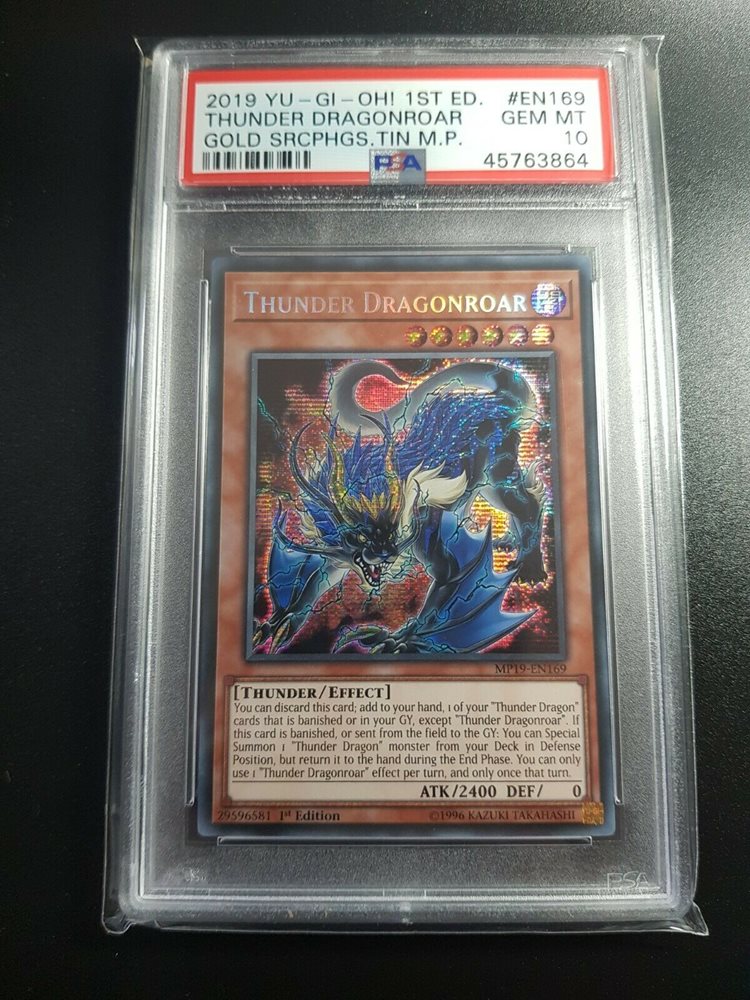 2019 YU-GI-OH! 1ST ED. #EN169
THUNDER DRAGONROAR GEM MT
GOLD SRCPHGS.TIN M.P. 10
PSA 45763864
THUNDER DRAGONROAR
MP19-EN169
[THUNDER/EFFECT]
You can discard this card; add to your hand, 1 of your "Thunder Dragon"
cards that is banished or in your GY, except "Thunder Dragonroar". If
this card is banished, or sent from the field to the GY: You can Special
Summon 1 "Thunder Dragon" monster from your Deck in Defense
Position, but return it to the hand during the End Phase. You can only
use 1 "Thunder Dragonroar" effect per turn, and only once that turn.
ATK/2400 DEF/ 0
29596581 1st Edition ©1996 KAZUKI TAKAHASHI
PSA